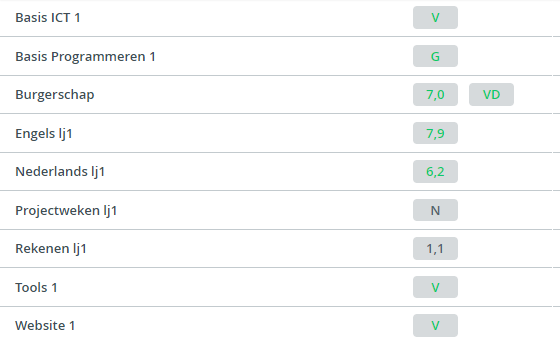 Basis ICT 1 V
Basis Programmeren 1 G
Burgerschap 7,0 VD
Engels lj1 7,9
Nederlands lj1 6,2
Projectweken lj1 N
Rekenen lj1 1,1
Tools 1 V
Website 1 V